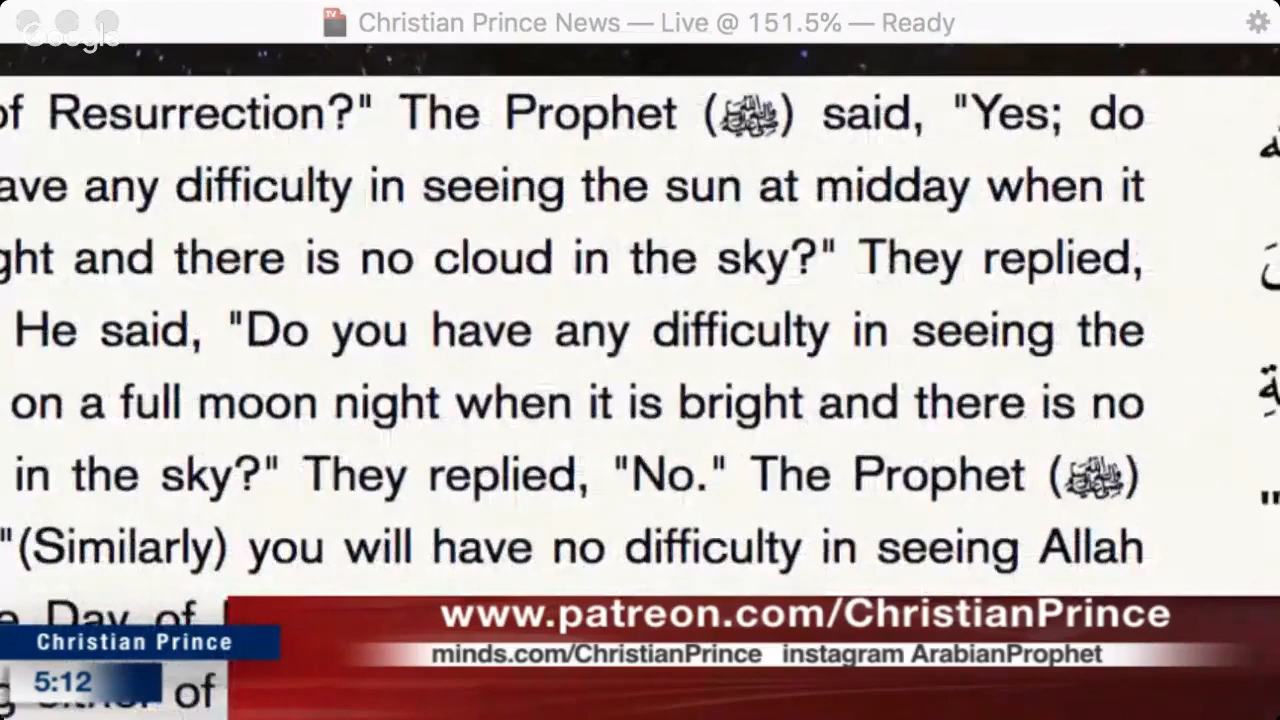 Christian Prince News — Live @ 151.5% — Ready
Google
of Resurrection?" The Prophet (ﷺ) said, "Yes; do
ave any difficulty in seeing the sun at midday when it
ght and there is no cloud in the sky?" They replied,
He said, "Do you have any difficulty in seeing the
on a full moon night when it is bright and there is no
in the sky?" They replied, "No." The Prophet (ﷺ)
"(Similarly) you will have no difficulty in seeing Allah
e Day of
of
www.patreon.com/ChristianPrince
minds.com/ChristianPrince instagram ArabianProphet
Christian Prince
5:12